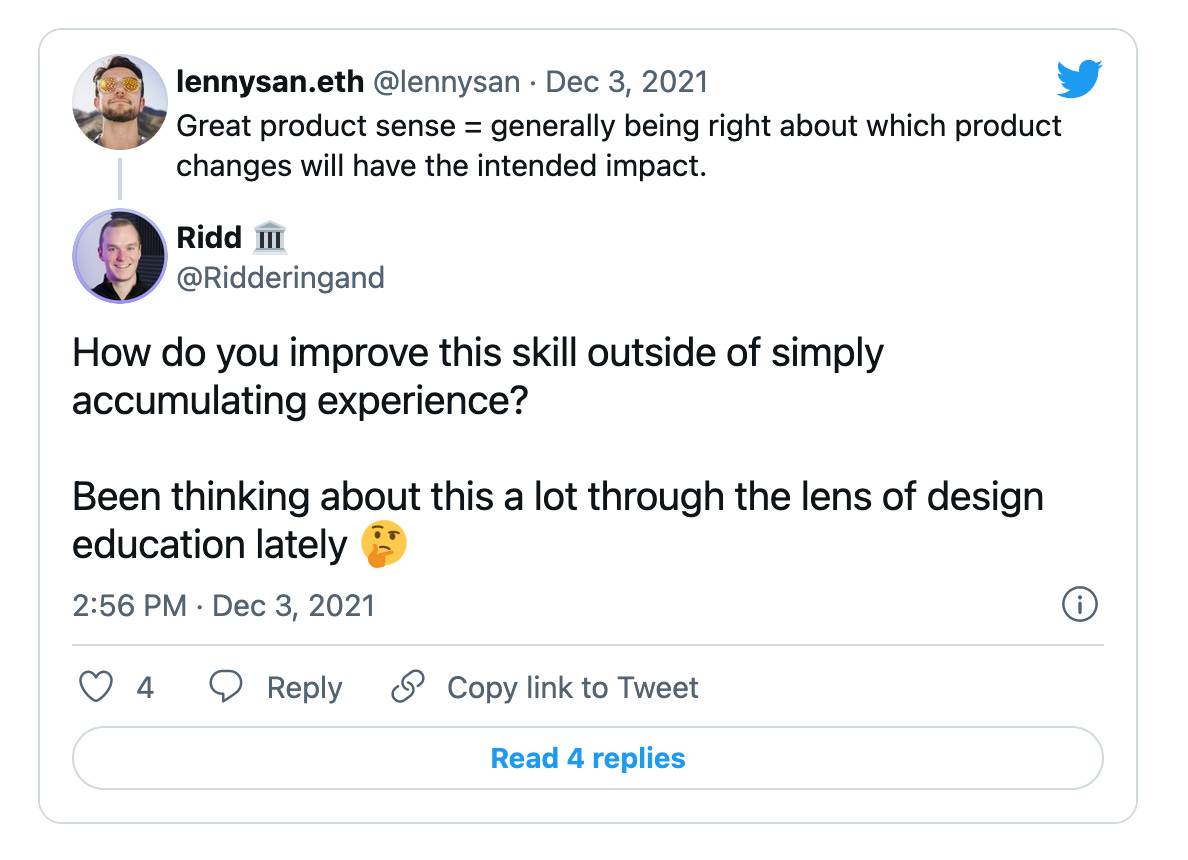 lennysan.eth @lennysan · Dec 3, 2021
Great product sense = generally being right about which product
changes will have the intended impact.
Ridd 🏛️
@Ridderingand
How do you improve this skill outside of simply
accumulating experience?
Been thinking about this a lot through the lens of design
education lately 🤔
2:56 PM · Dec 3, 2021
4 Reply Copy link to Tweet
Read 4 replies